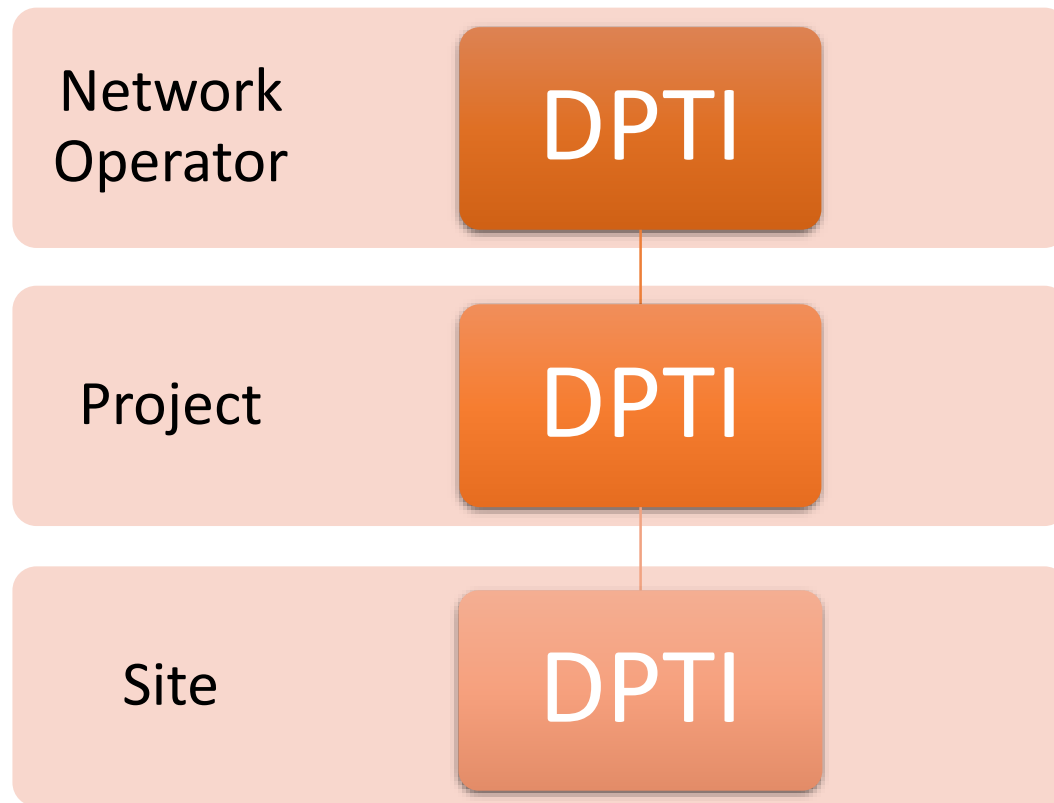 Network
Operator
DPTI
Project
DPTI
Site
DPTI